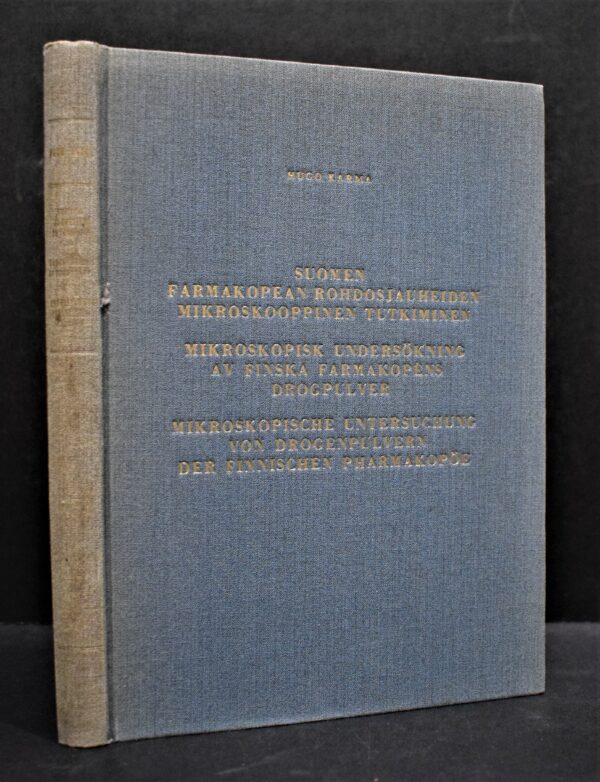 HUGO KARMA
SUOMEN
FARMAKOPEAN ROHDOSJAUHEIDEN
MIKROSKOOPPINEN TUTKIMINEN
MIKROSKOPISK UNDERSÖKNING
AV FINSKA FARMAKOPENS
DROGPULVER
MIKROSKOPISCHE UNTERSUCHUNG
VON DROGENPULVERN
DER FINNISCHEN PHARMAKOPÖE